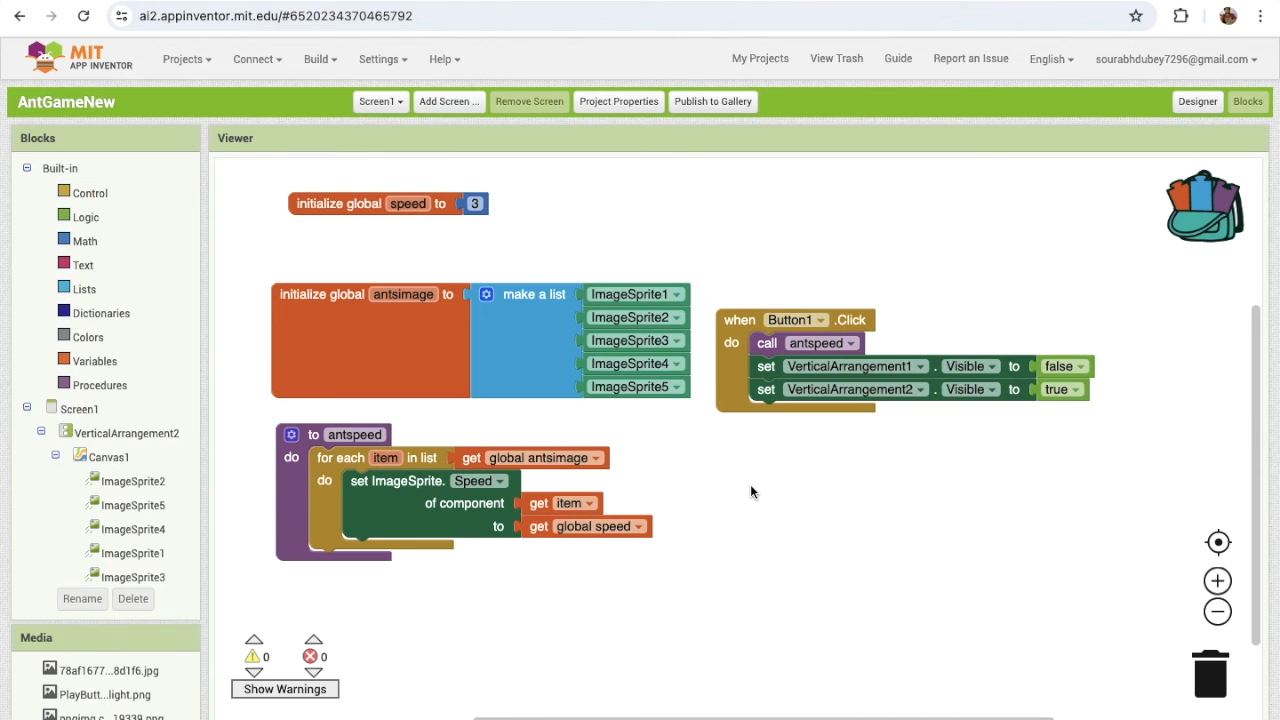 ai2.appinventor.mit.edu/#6520234370465792
MIT
APP INVENTOR
Projects
Connect
Build
Settings
Help
My Projects
View Trash
Guide
Report an Issue
English
sourabhdubey7296@gmail.com
AntGameNew
Screen1
Add Screen ...
Remove Screen
Project Properties
Publish to Gallery
Designer
Blocks
Blocks
Viewer
Built-in
Control
Logic
Math
Text
Lists
Dictionaries
Colors
Variables
Procedures
Screen1
VerticalArrangement2
Canvas1
ImageSprite2
ImageSprite5
ImageSprite4
ImageSprite1
ImageSprite3
Rename
Delete
Media
78af1677...8d1f6.jpg
PlayButt...light.png
initialize global speed to 3
initialize global antsimage to make a list ImageSprite1
ImageSprite2
ImageSprite3
ImageSprite4
ImageSprite5
when Button1 .Click
do call antspeed
set VerticalArrangement1 . Visible to false
set VerticalArrangement2 . Visible to true
to antspeed
do for each item in list get global antsimage
do set ImageSprite. Speed
of component get item
to get global speed
0
0
Show Warnings